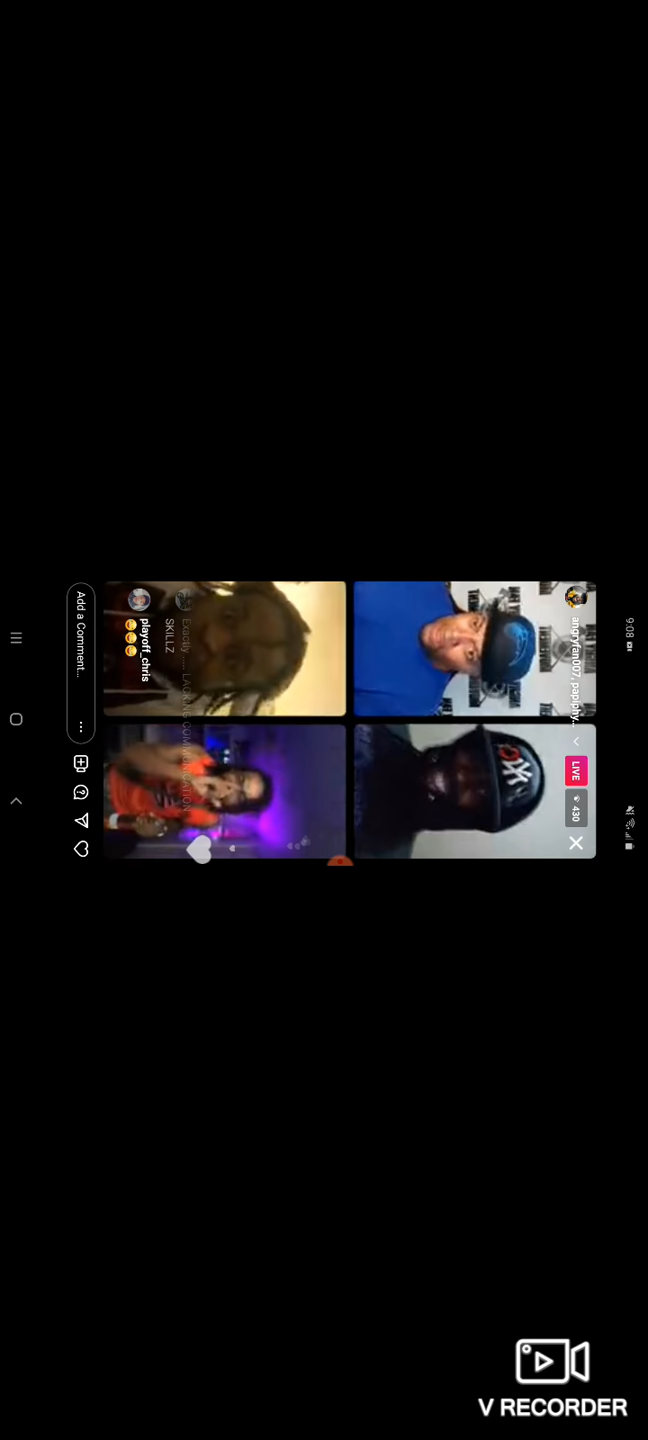 9:08
angryfan007, papiphy...
LIVE
430
Exactly ..... LACKING COMMUNICATION
SKILLZ
playoff_chris
😂😂😂
Add a Comment...
V RECORDER